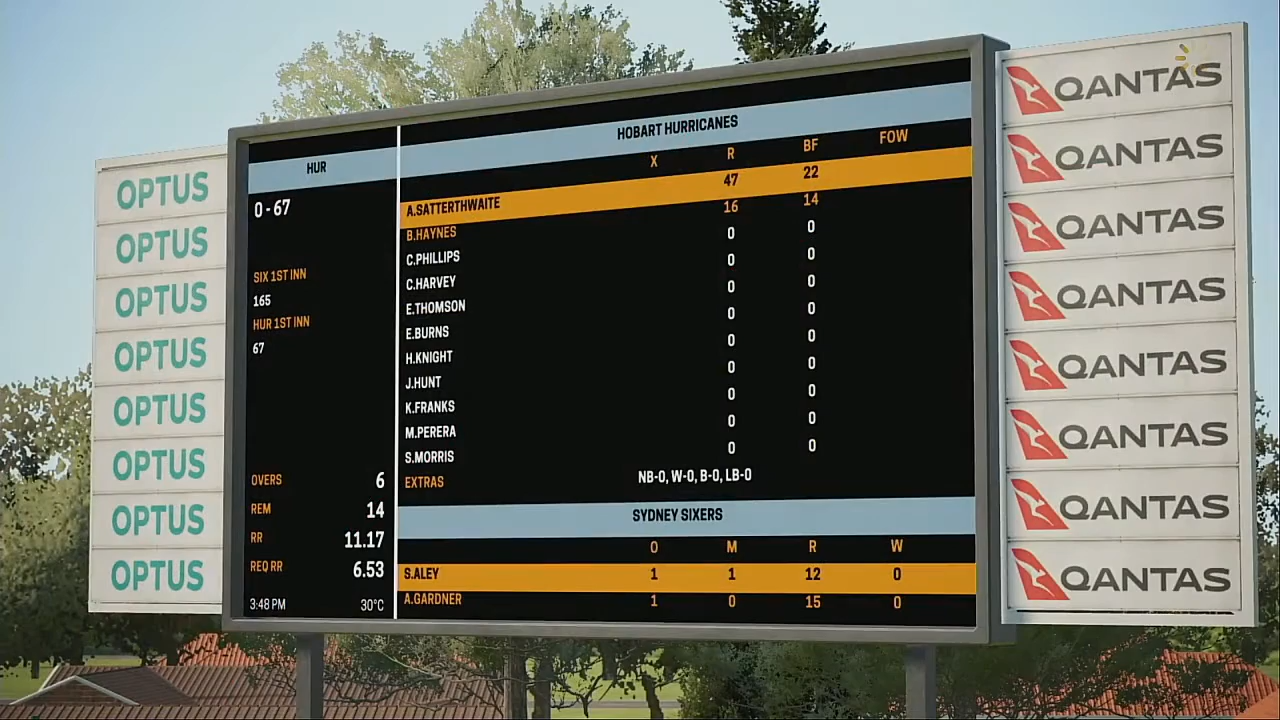 OPTUS
OPTUS
OPTUS
OPTUS
OPTUS
OPTUS
OPTUS
OPTUS
HUR
0 - 67
SIX 1ST INN
165
HUR 1ST INN
67
OVERS 6
REM 14
RR 11.17
REQ RR 6.53
3:48 PM 30°C
HOBART HURRICANES
X R BF FOW
A.SATTERTHWAITE 47 22
B.HAYNES 16 14
C.PHILLIPS 0 0
C.HARVEY 0 0
E.THOMSON 0 0
E.BURNS 0 0
H.KNIGHT 0 0
J.HUNT 0 0
K.FRANKS 0 0
M.PERERA 0 0
S.MORRIS 0 0
EXTRAS NB-0, W-0, B-0, LB-0
SYDNEY SIXERS
O M R W
S.ALEY 1 1 12 0
A.GARDNER 1 0 15 0
QANTAS
QANTAS
QANTAS
QANTAS
QANTAS
QANTAS
QANTAS
QANTAS